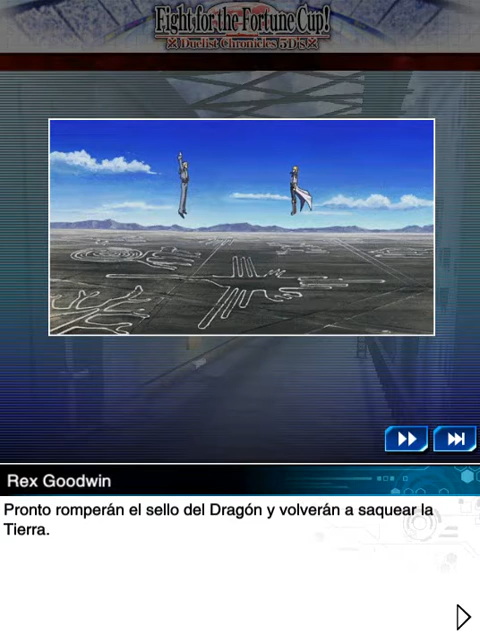 Fight for the Fortune Cup!
Duelist Chronicles 5D's
Rex Goodwin
Pronto romperán el sello del Dragón y volverán a saquear la
Tierra.